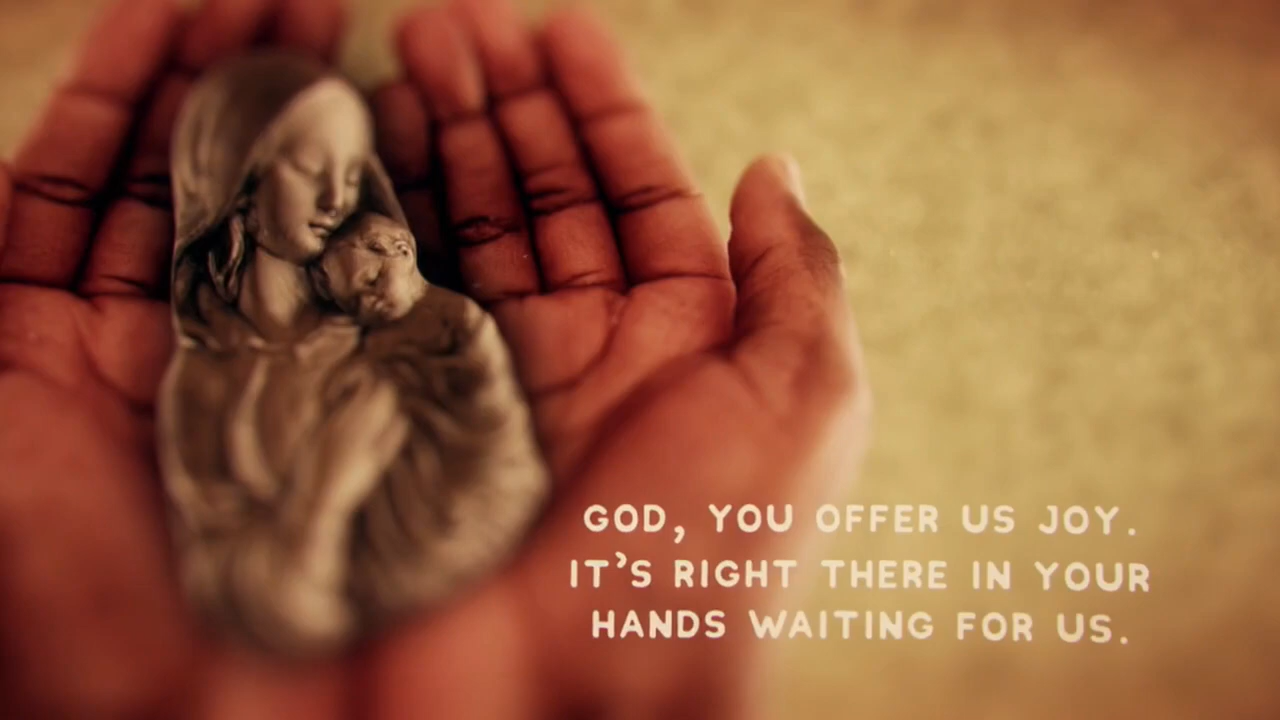 GOD, YOU OFFER US JOY.
IT'S RIGHT THERE IN YOUR
HANDS WAITING FOR US.